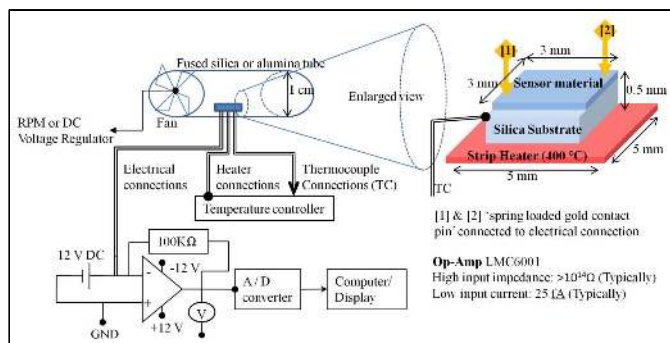 Fused silica or alumina tube
1 cm
Fan
RPM or DC
Voltage Regulator
Enlarged view
Electrical
connections
Heater
connections
Thermocouple
Connections (TC)
Temperature controller
12 V DC
100KΩ
-12 V
-
+
+12 V
GND
V
A / D
converter
Computer/
Display
[1]
[2]
3 mm
3 mm
Sensor material
0.5 mm
Silica Substrate
Strip Heater (400 °C)
5 mm
5 mm
TC
[1] & [2] ‘spring loaded gold contact
pin’ connected to electrical connection
Op-Amp LMC6001
High input impedance: >10¹⁴Ω (Typically)
Low input current: 25 fA (Typically)